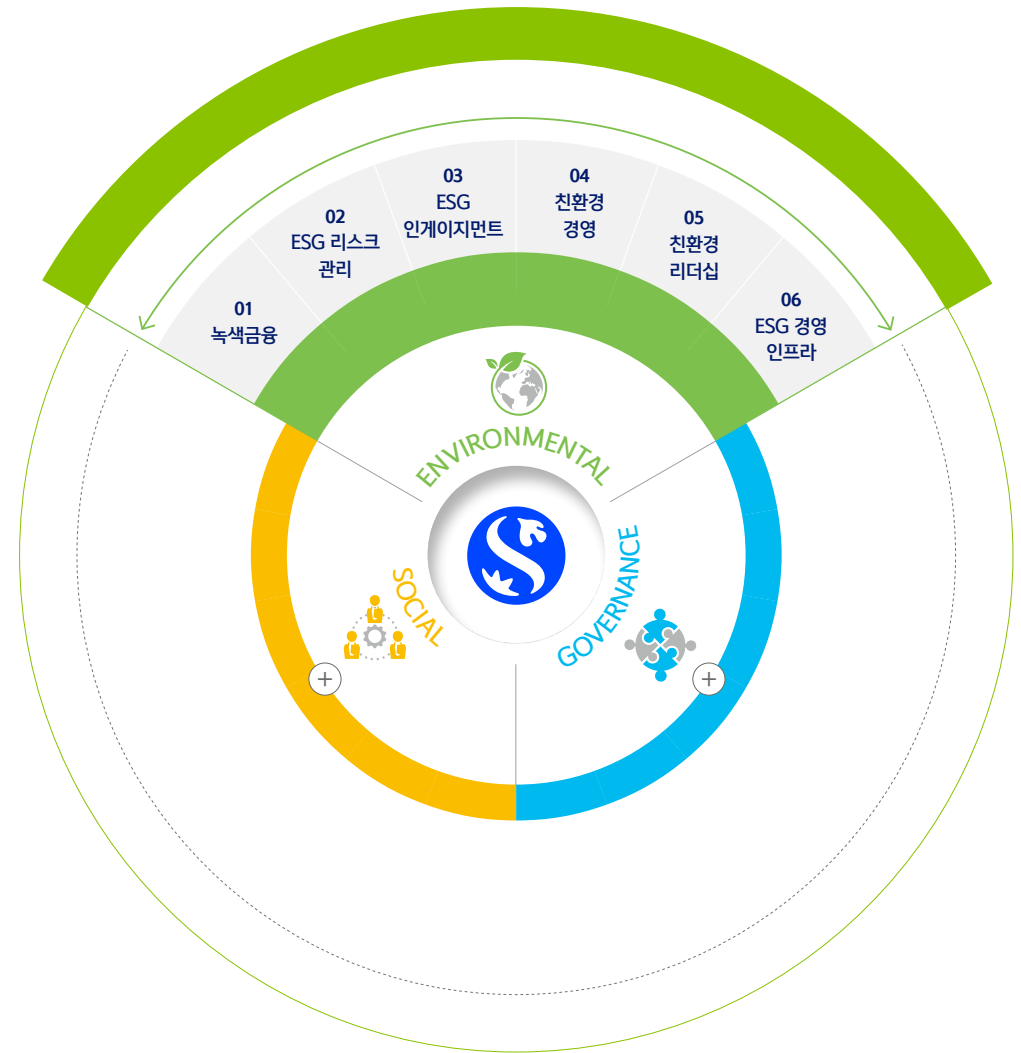 01
녹색금융
02
ESG 리스크
관리
03
ESG
인게이지먼트
04
친환경
경영
05
친환경
리더십
06
ESG 경영
인프라
ENVIRONMENTAL
SOCIAL
GOVERNANCE